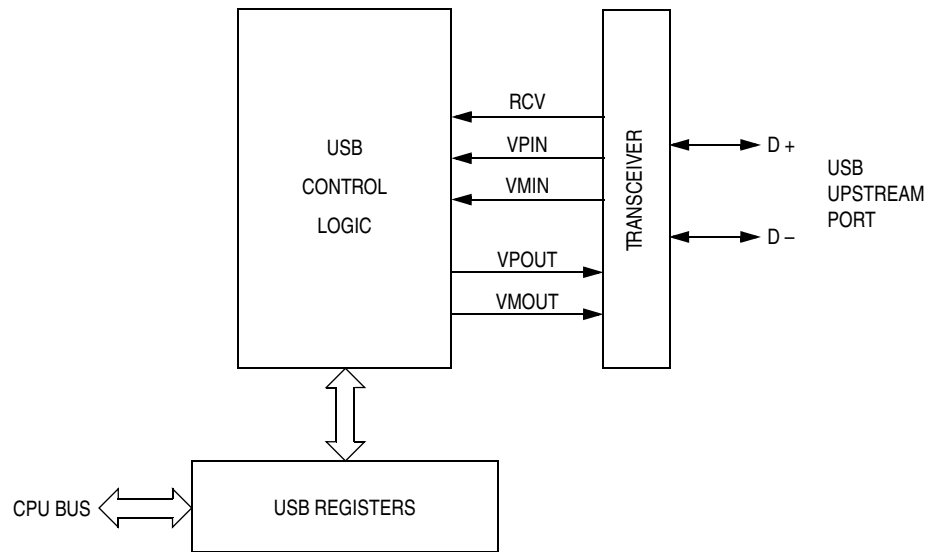 USB
CONTROL
LOGIC
RCV
VPIN
VMIN
VPOUT
VMOUT
TRANSCEIVER
D +
D –
USB
UPSTREAM
PORT
USB REGISTERS
CPU BUS